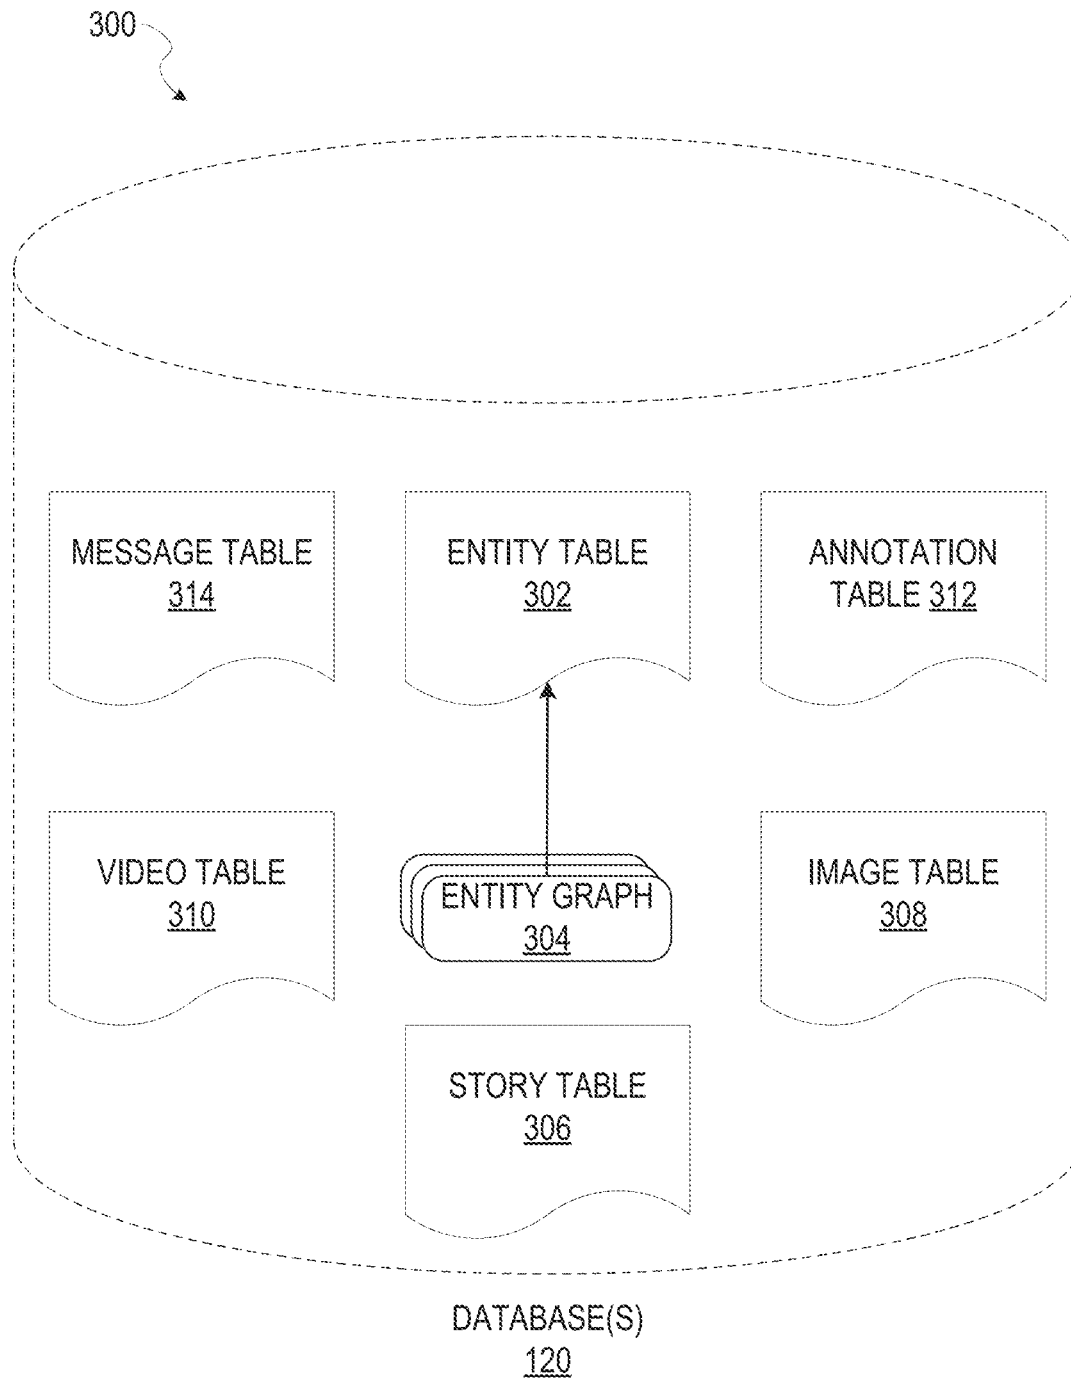 300
MESSAGE TABLE
314
ENTITY TABLE
302
ANNOTATION
TABLE 312
VIDEO TABLE
310
ENTITY GRAPH
304
IMAGE TABLE
308
STORY TABLE
306
DATABASE(S)
120